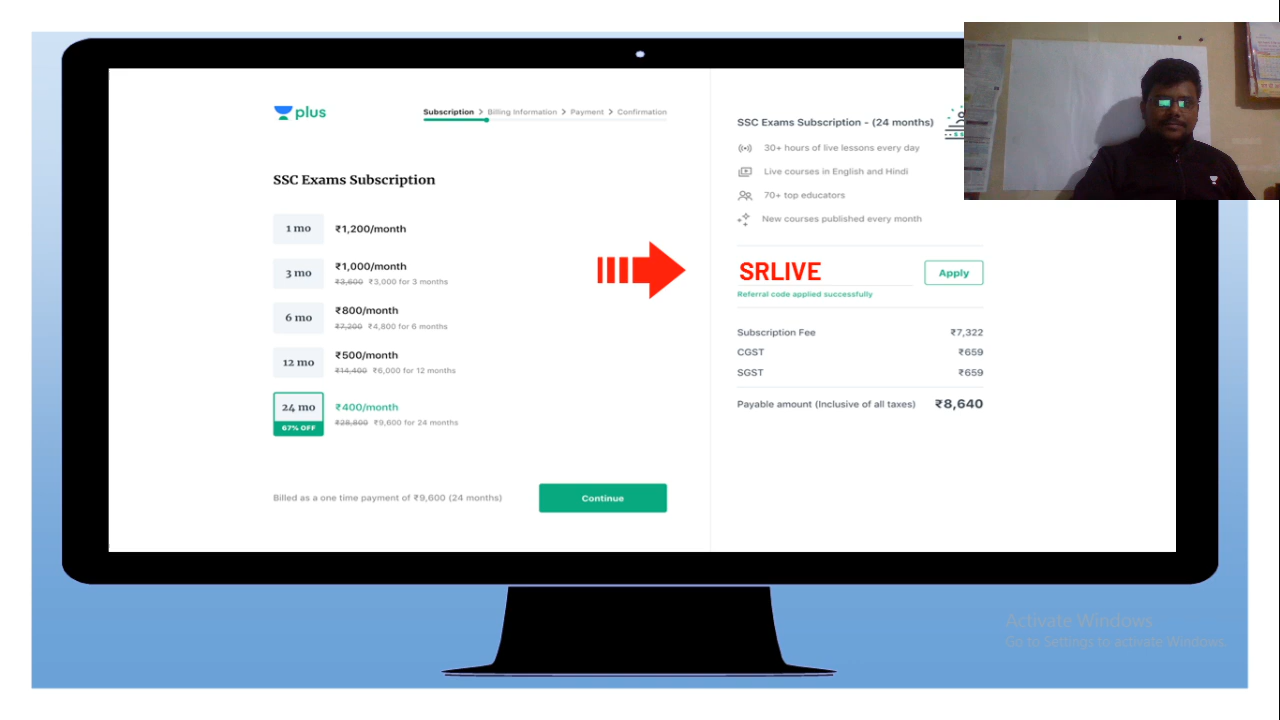 plus
Subscription > Billing Information > Payment > Confirmation
SSC Exams Subscription
1 mo ₹1,200/month
3 mo ₹1,000/month
₹3,600 ₹3,000 for 3 months
6 mo ₹800/month
₹7,200 ₹4,800 for 6 months
12 mo ₹500/month
₹14,400 ₹6,000 for 12 months
24 mo ₹400/month
67% OFF ₹28,800 ₹9,600 for 24 months
Billed as a one time payment of ₹9,600 (24 months)
Continue
SSC Exams Subscription - (24 months)
30+ hours of live lessons every day
Live courses in English and Hindi
70+ top educators
New courses published every month
SRLIVE
Apply
Referral code applied successfully
Subscription Fee ₹7,322
CGST ₹659
SGST ₹659
Payable amount (Inclusive of all taxes) ₹8,640
Activate Windows
Go to Settings to activate Windows.